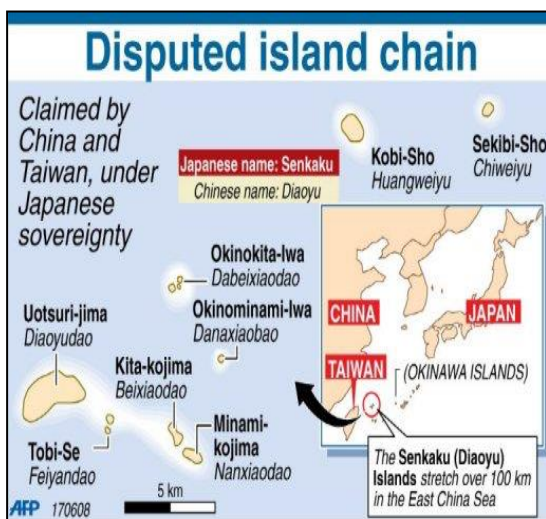 Disputed island chain
Claimed by
China and
Taiwan, under
Japanese
sovereignty
Japanese name: Senkaku
Chinese name: Diaoyu
Kobi-Sho
Huangweiyu
Sekibi-Sho
Chiweiyu
Okinokita-Iwa
Dabeixiaodao
Okinominami-Iwa
Danaxiaobao
Uotsuri-jima
Diaoyudao
Kita-kojima
Beixiaodao
Tobi-Se
Feiyandao
Minami-
kojima
Nanxiaodao
5 km
AFP 170608
CHINA
JAPAN
TAIWAN
(OKINAWA ISLANDS)
The Senkaku (Diaoyu)
Islands stretch over 100 km
in the East China Sea